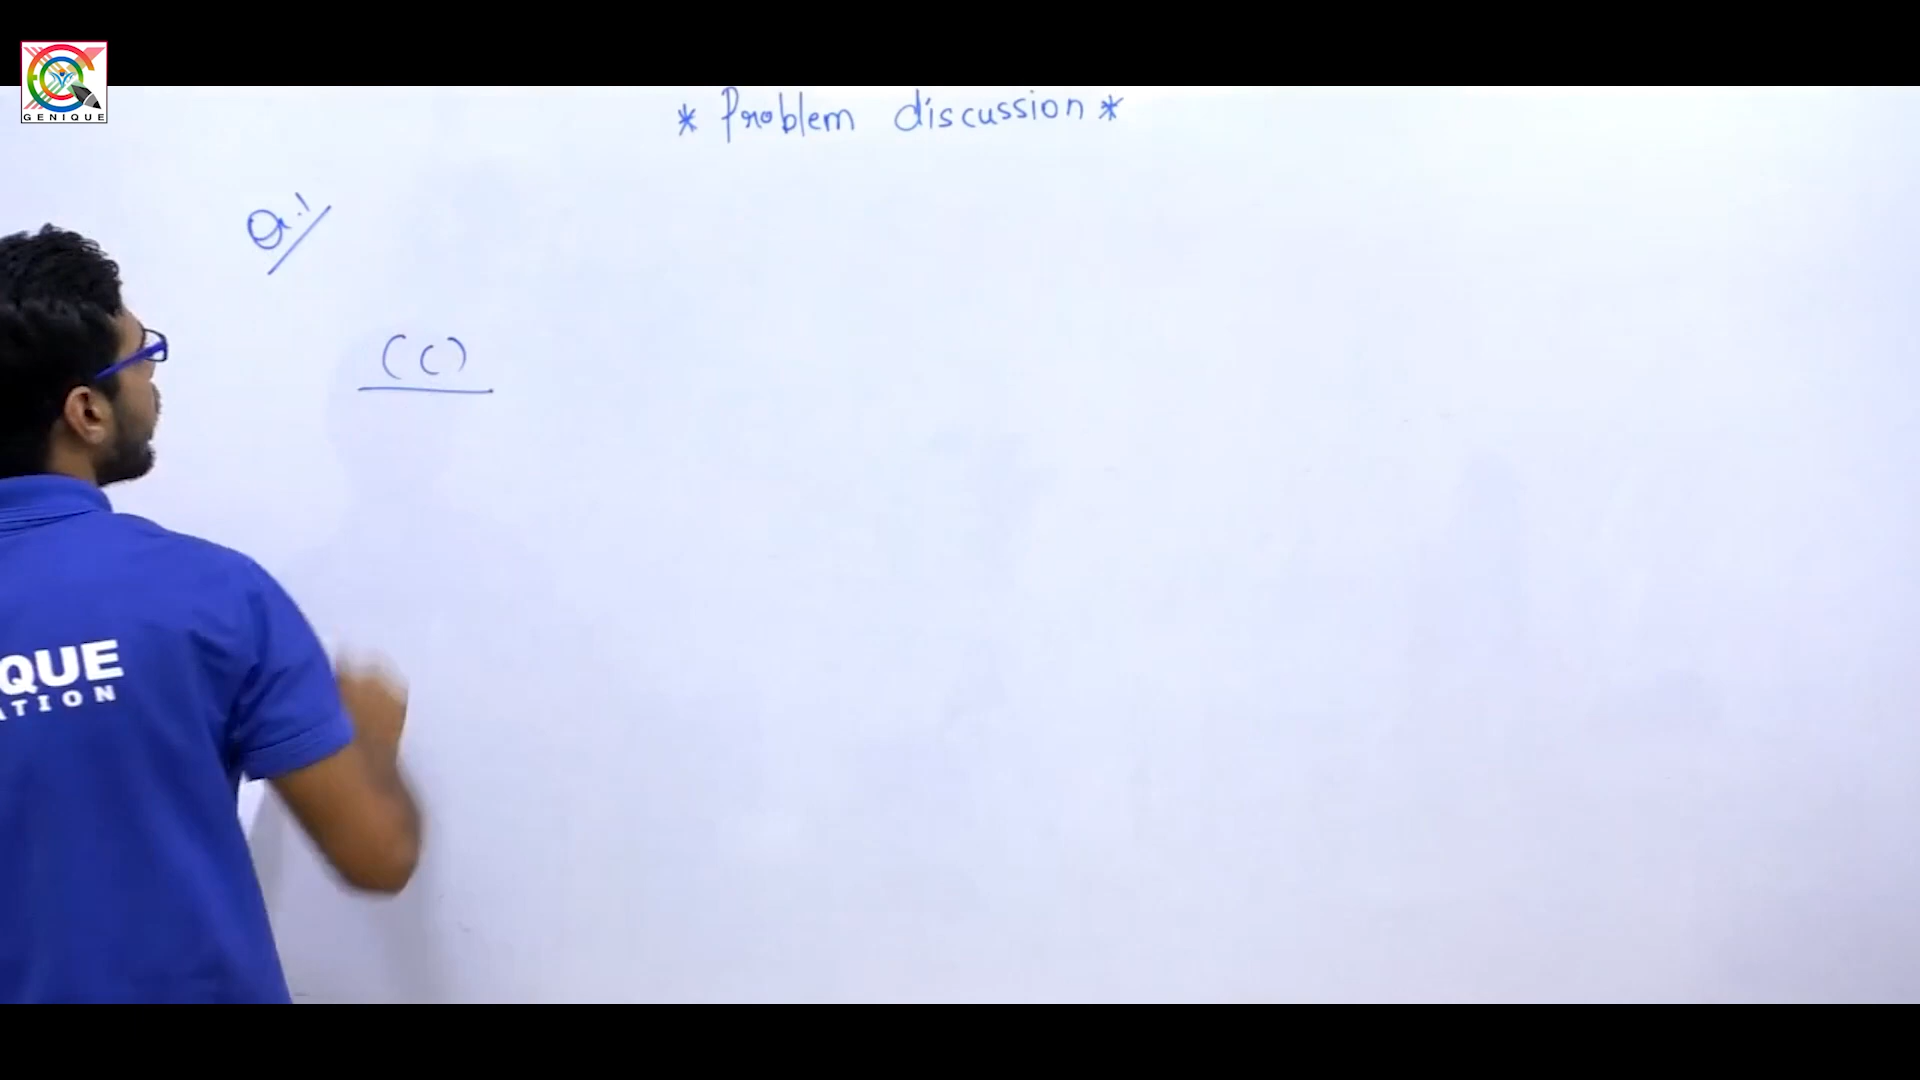 GENIQUE
* Problem discussion *
Q.1
(C)
QUE
ATION